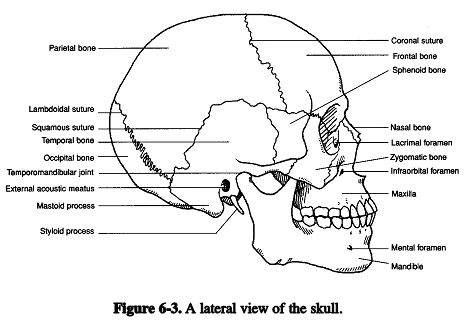 Parietal bone
Lambdoidal suture
Squamous suture
Temporal bone
Occipital bone
Temporomandibular joint
External acoustic meatus
Mastoid process
Styloid process
Coronal suture
Frontal bone
Sphenoid bone
Nasal bone
Lacrimal foramen
Zygomatic bone
Infraorbital foramen
Maxilla
Mental foramen
Mandible
Figure 6-3. A lateral view of the skull.